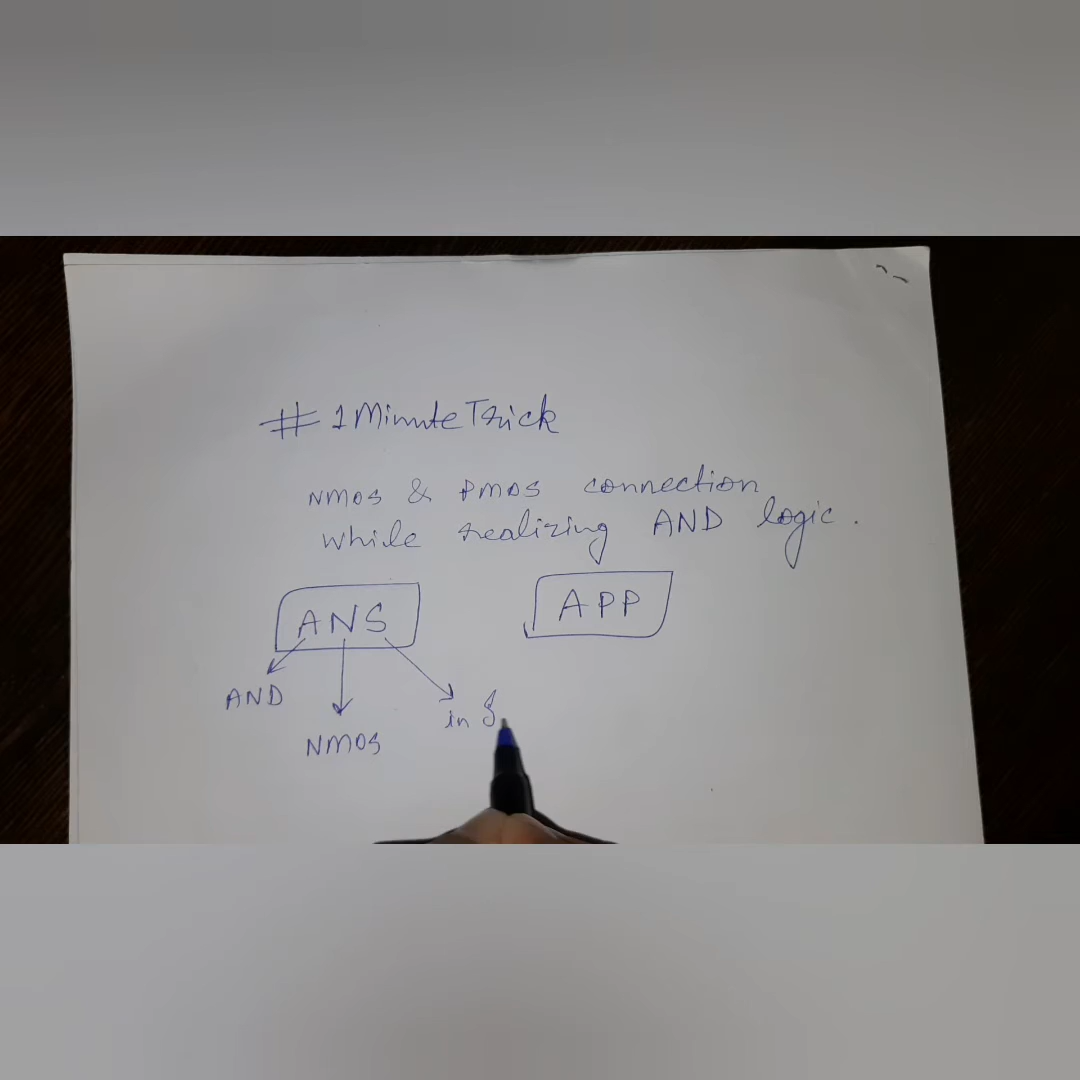 #1MinuteTrick
NMOS & PMOS connection
while realizing AND logic.
ANS APP
AND
NMOS
in S